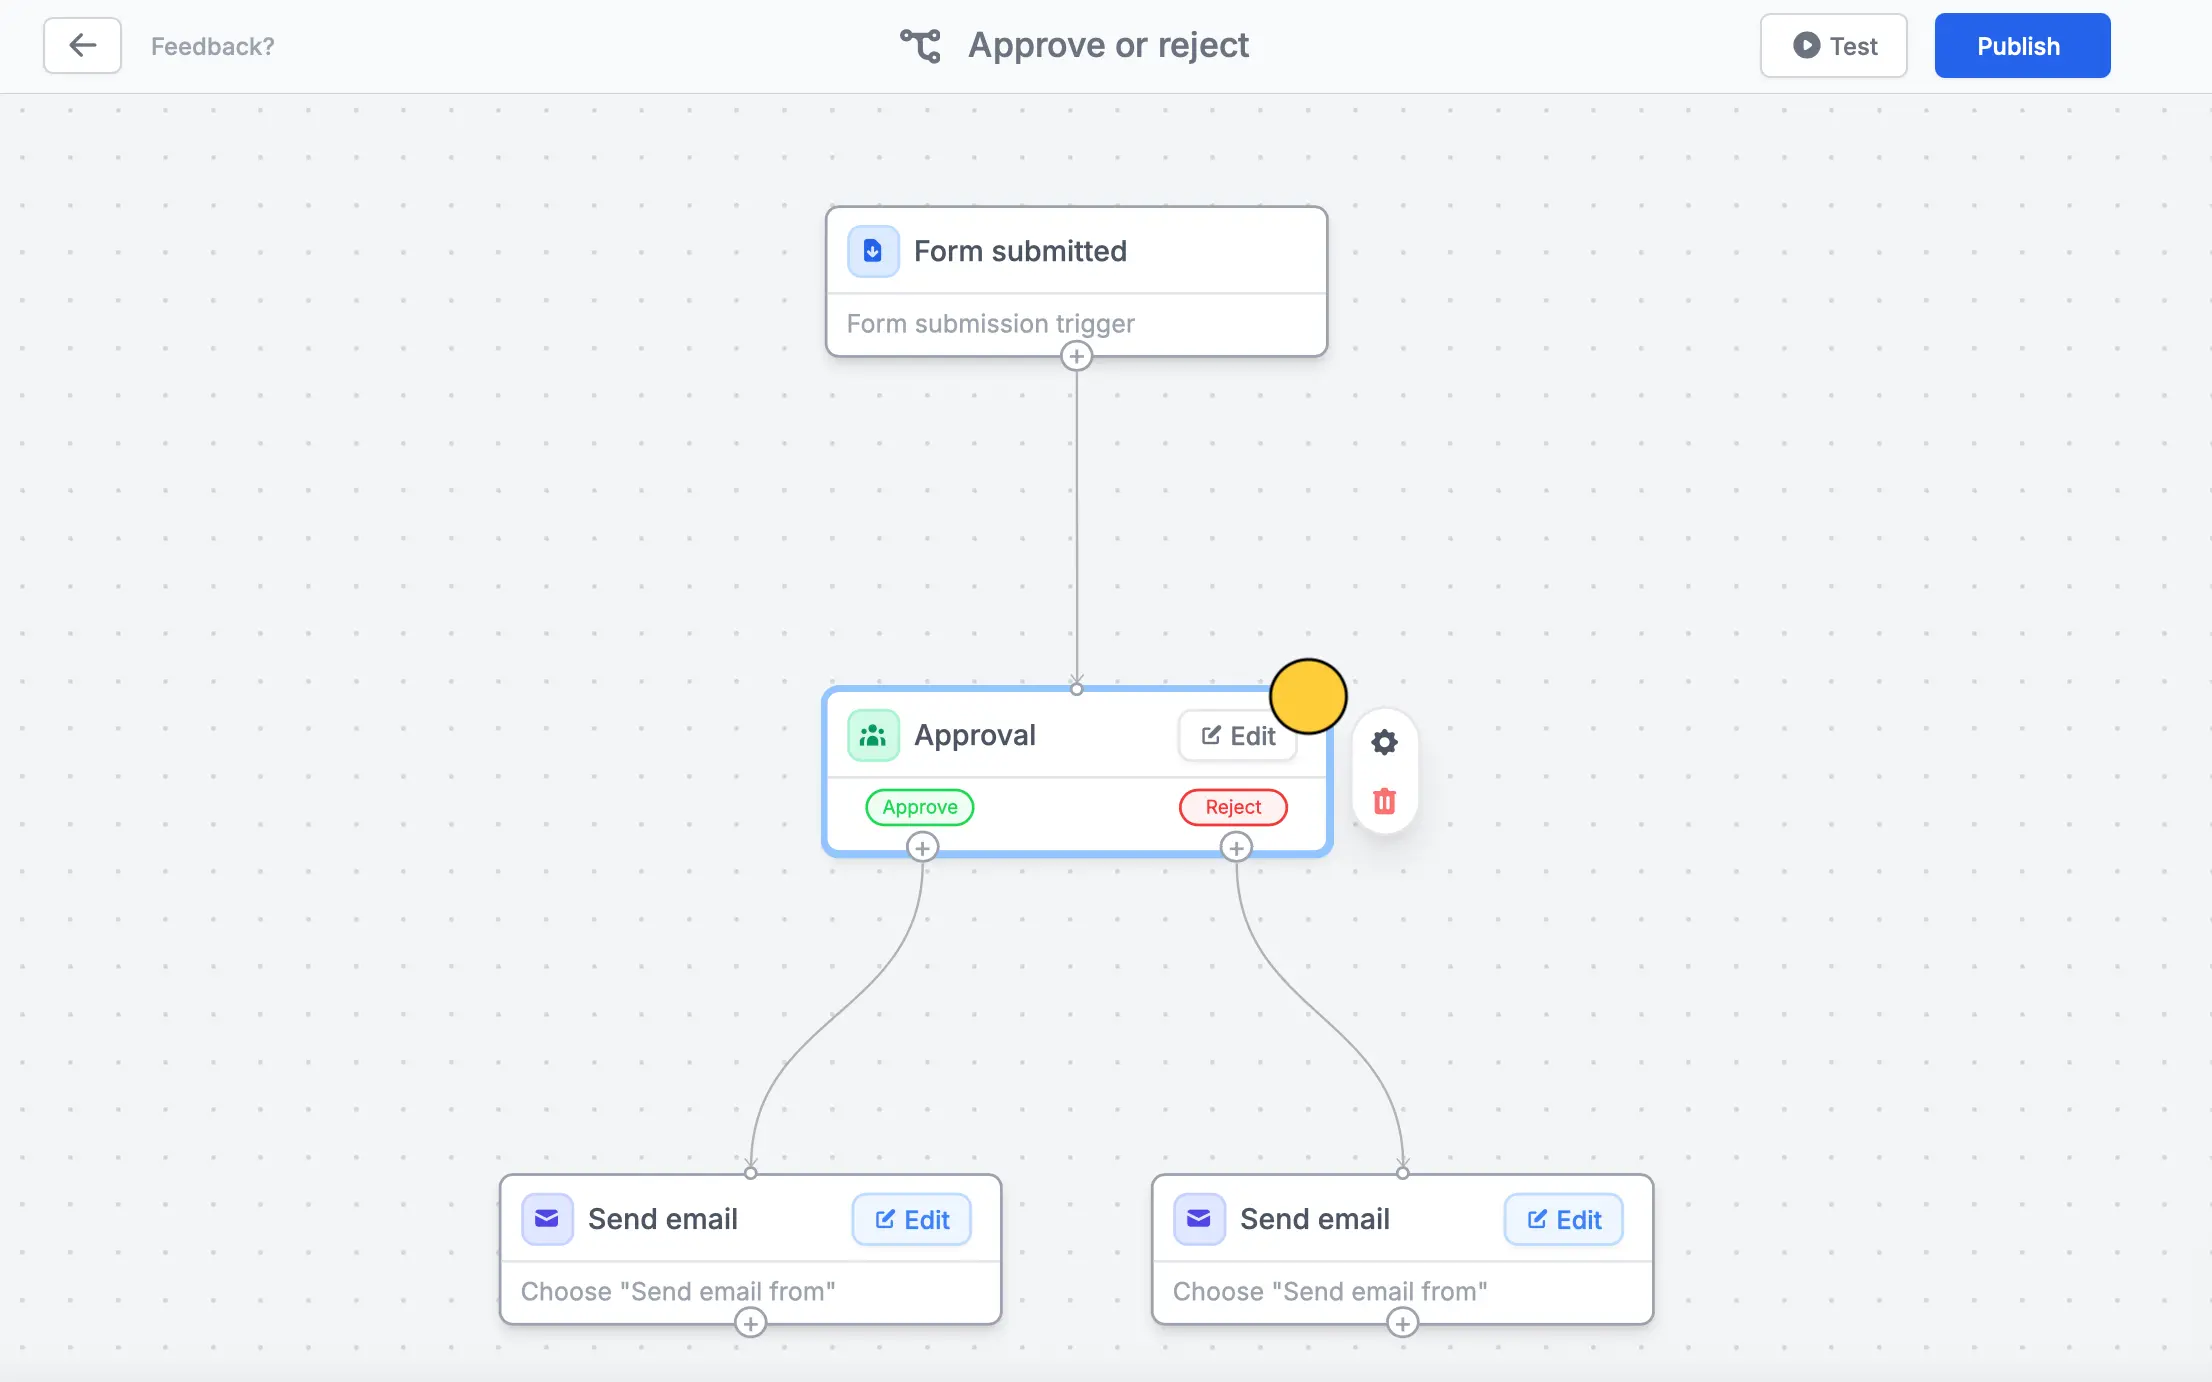 Feedback?
Approve or reject
Test
Publish
Form submitted
Form submission trigger
Approval
Edit
Approve
Reject
Send email
Edit
Choose "Send email from"
Send email
Edit
Choose "Send email from"